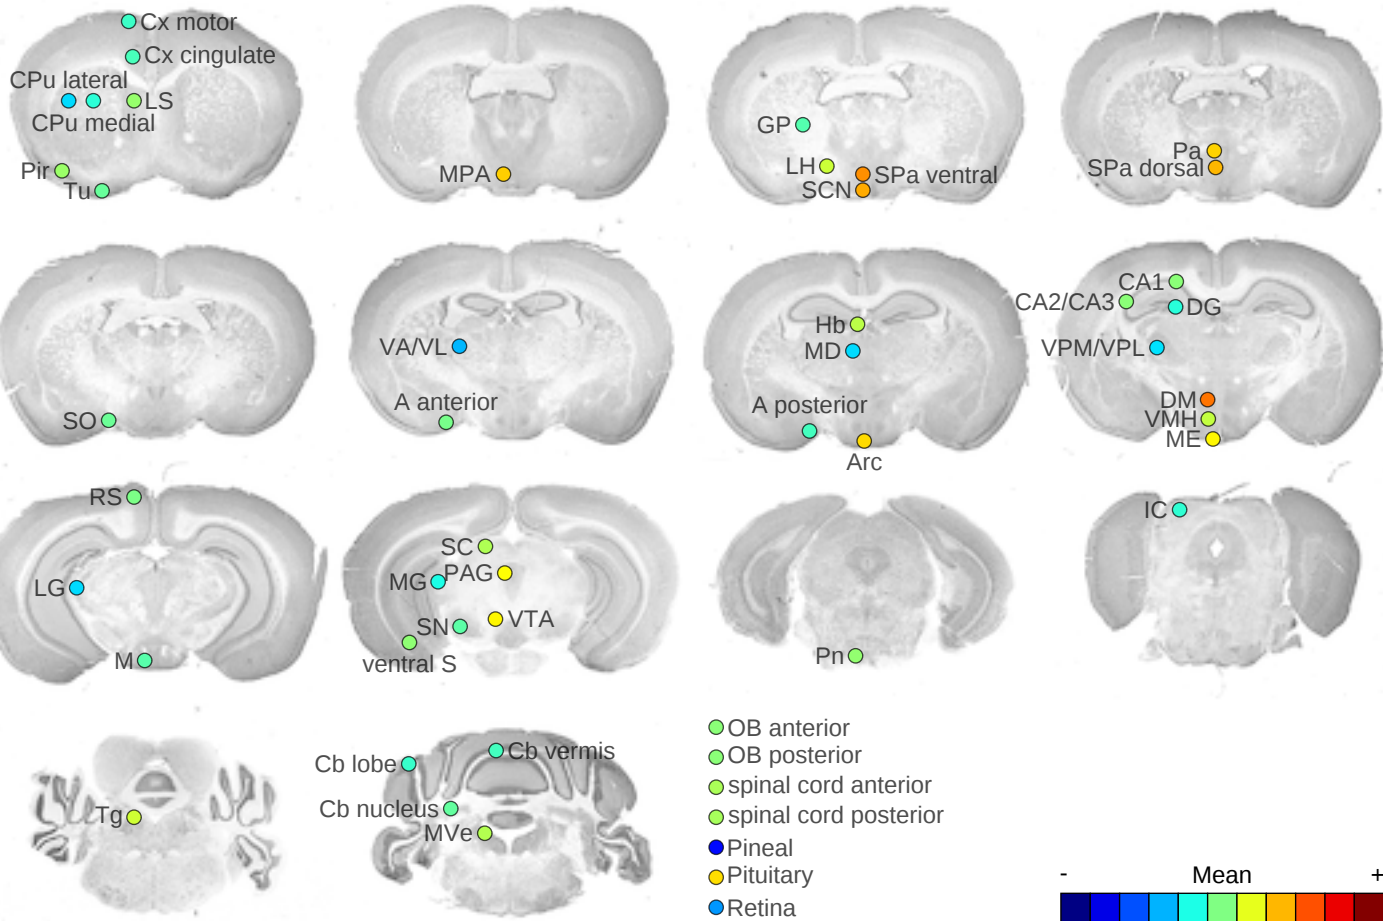 Cx motor
Cx cingulate
CPu lateral
LS
CPu medial
Pir
Tu
MPA
GP
LH
SPa ventral
SCN
Pa
SPa dorsal
SO
VA/VL
A anterior
Hb
MD
A posterior
Arc
CA1
CA2/CA3
DG
VPM/VPL
DM
VMH
ME
RS
LG
M
SC
MG
PAG
SN
VTA
ventral S
Pn
IC
Tg
Cb lobe
Cb vermis
Cb nucleus
MVe
OB anterior
OB posterior
spinal cord anterior
spinal cord posterior
Pineal
Pituitary
Retina
- Mean +